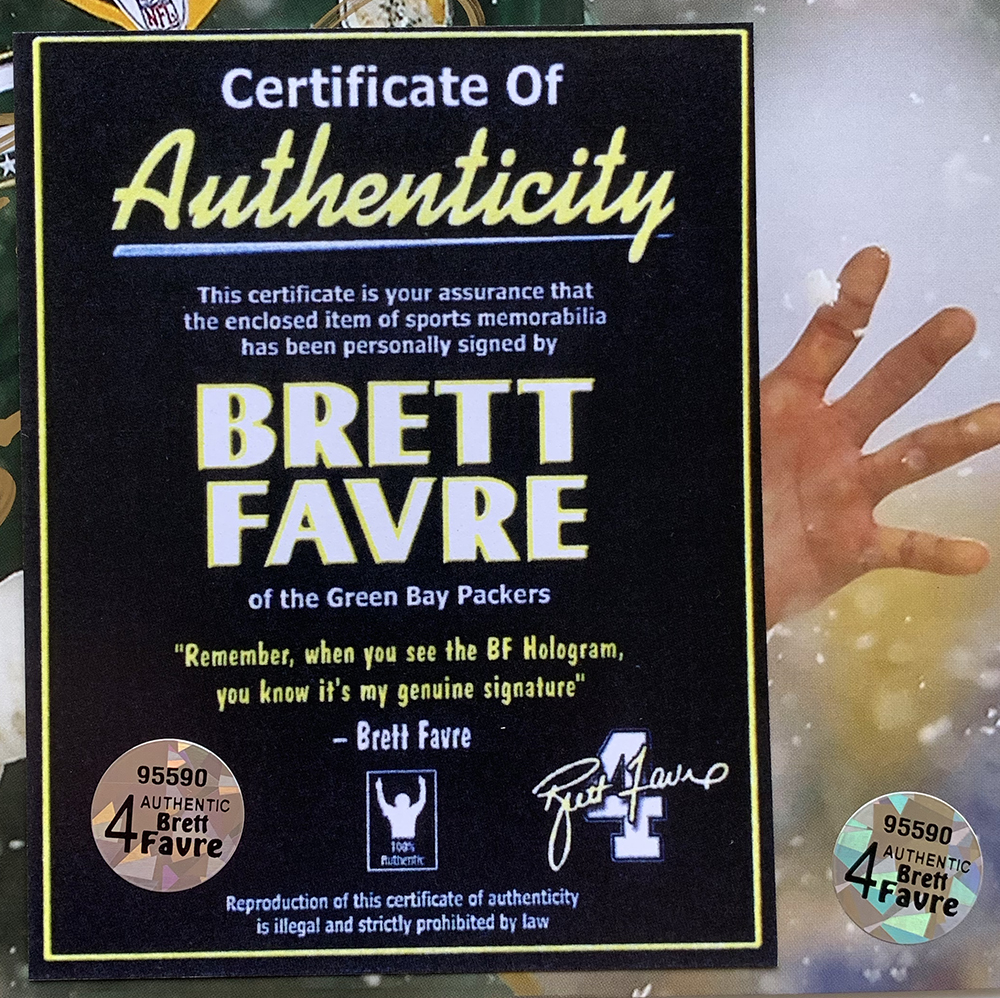 NFL
Certificate Of
Authenticity
This certificate is your assurance that
the enclosed item of sports memorabilia
has been personally signed by
BRETT
FAVRE
of the Green Bay Packers
"Remember, when you see the BF Hologram,
you know it's my genuine signature"
– Brett Favre
95590
4 AUTHENTIC
Brett
Favre
100%
Authentic
Brett Favre
4
Reproduction of this certificate of authenticity
is illegal and strictly prohibited by law
95590
4 AUTHENTIC
Brett
Favre